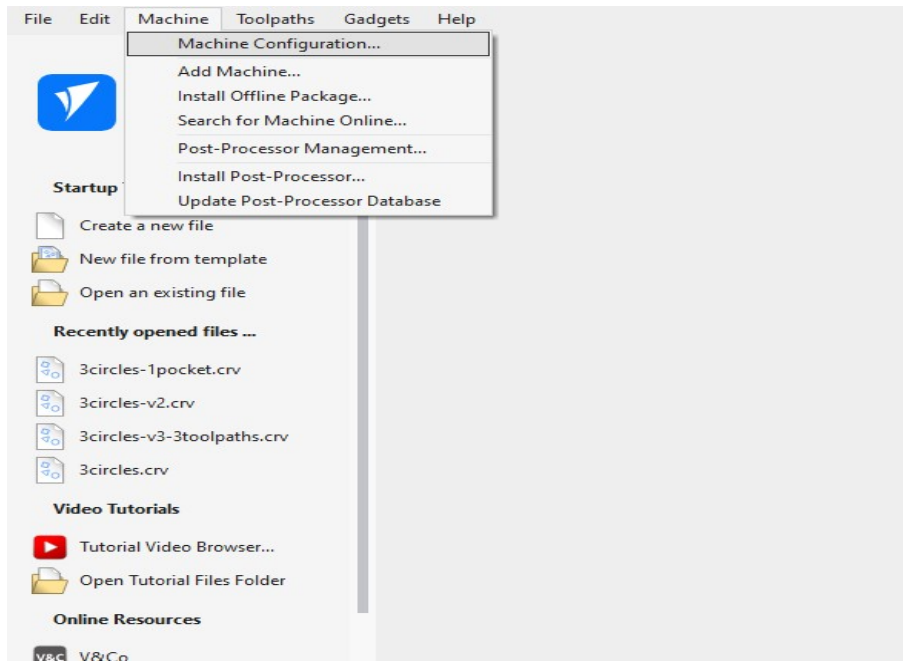 File Edit Machine Toolpaths Gadgets Help
Machine Configuration...
Add Machine...
Install Offline Package...
Search for Machine Online...
Post-Processor Management...
Install Post-Processor...
Update Post-Processor Database
Startup
Create a new file
New file from template
Open an existing file
Recently opened files ...
3circles-1pocket.crv
3circles-v2.crv
3circles-v3-3toolpaths.crv
3circles.crv
Video Tutorials
Tutorial Video Browser...
Open Tutorial Files Folder
Online Resources
V&C V&Co